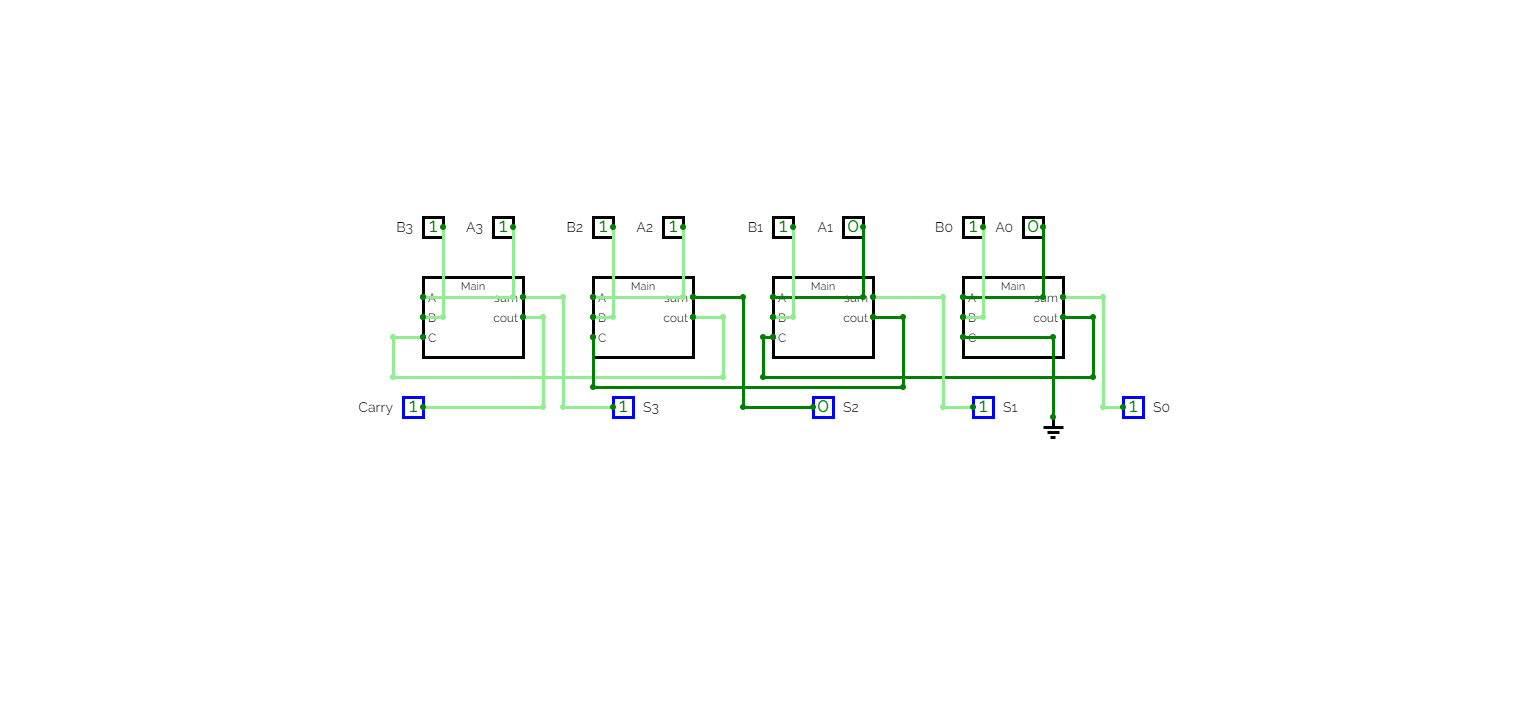 B3 1 A3 1 B2 1 A2 1 B1 1 A1 0 B0 1 A0 0
Main Main Main Main
A sum A sum A sum A sum
B cout B cout B cout B cout
C C C C
Carry 1 1 S3 0 S2 1 S1 1 S0